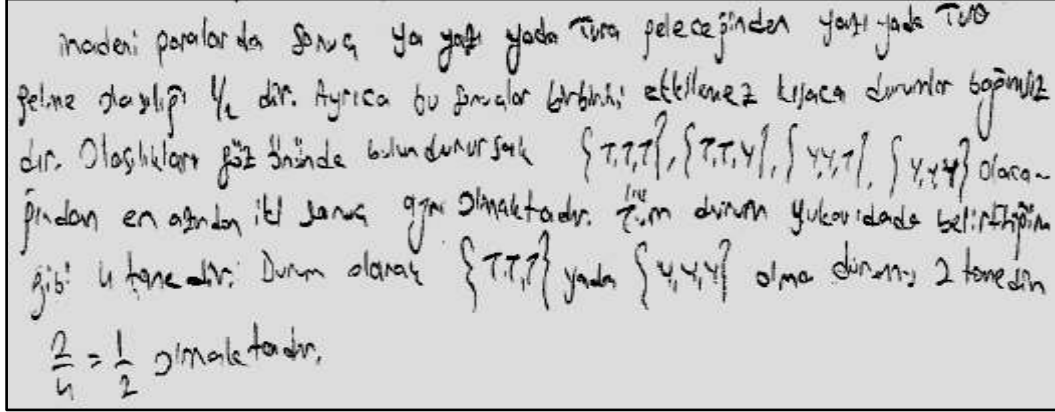 madeni paralarda sonuç ya yazı yada Tura geleceğinden yazı yada Tura
gelme olasılığı 1/2 dir. Ayrıca bu sonuçlar birbirini etkilemez kısaca durumlar bağımsız
dır. Olasılıkları göz önünde bulundurursak {T,T,T}, {T,T,Y}, {Y,Y,T}, {Y,Y,Y} olaca-
ğından en azından iki sonuç aynı olmaktadır. Tüm durum yukarıdada belirttiğim
gibi 4 tanedir. Durum olarak {T,T,T} yada {Y,Y,Y} olma durumu 2 tanedir
2/4 = 1/2 olmaktadır.